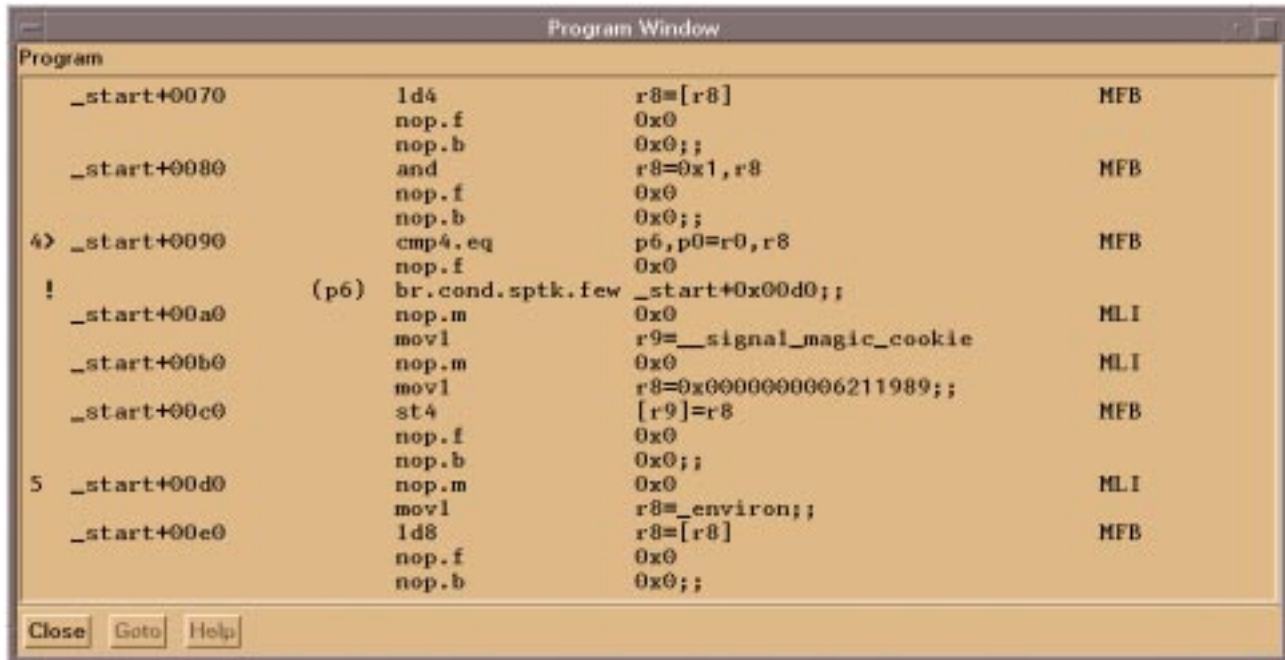 Program Window
Program
_start+0070 ld4 r8=[r8] MFB
nop.f 0x0
nop.b 0x0;;
_start+0080 and r8=0x1,r8 MFB
nop.f 0x0
nop.b 0x0;;
4> _start+0090 cmp4.eq p6,p0=r0,r8 MFB
nop.f 0x0
! (p6) br.cond.sptk.few _start+0x00d0;;
_start+00a0 nop.m 0x0 MLI
movl r9=__signal_magic_cookie
_start+00b0 nop.m 0x0 MLI
movl r8=0x0000000006211989;;
_start+00c0 st4 [r9]=r8 MFB
nop.f 0x0
nop.b 0x0;;
5 _start+00d0 nop.m 0x0 MLI
movl r8=_environ;;
_start+00e0 ld8 r8=[r8] MFB
nop.f 0x0
nop.b 0x0;;
Close Goto Help